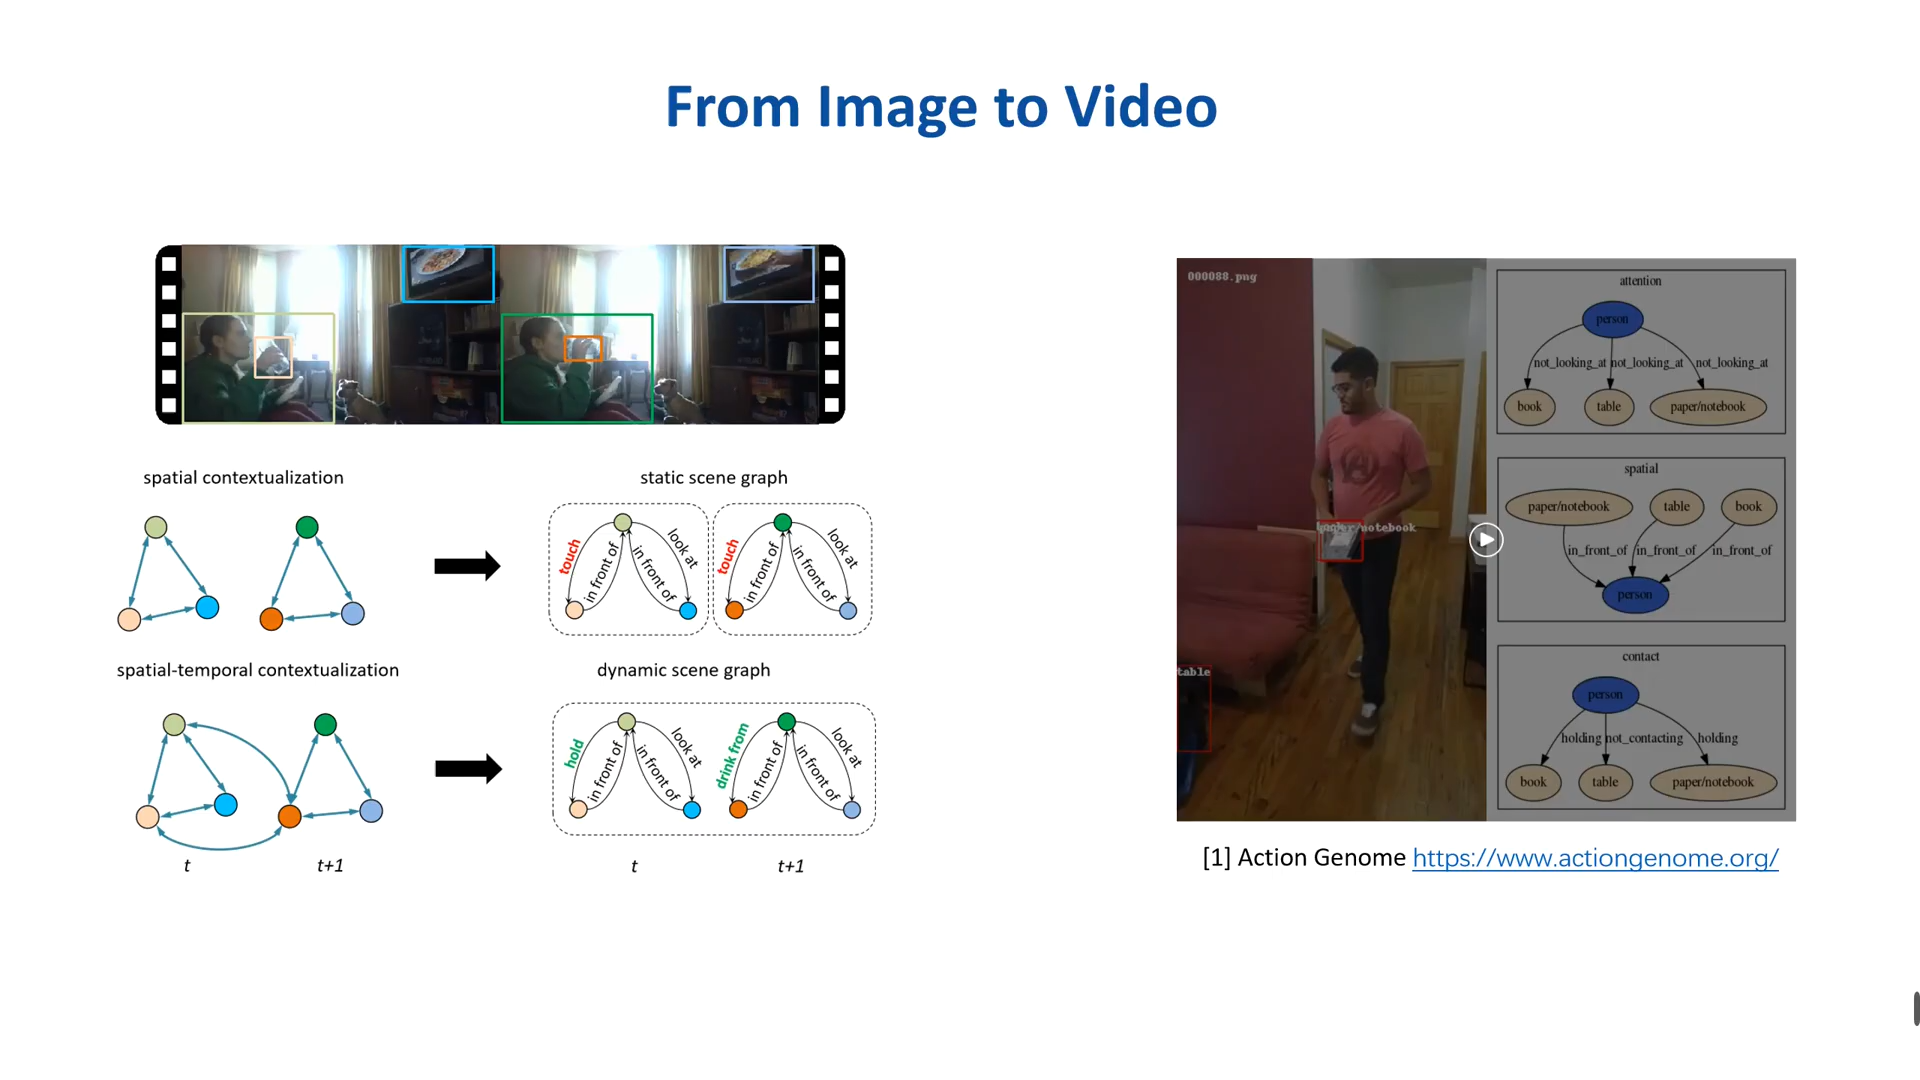 From Image to Video
spatial contextualization
static scene graph
touch
in front of
in front of
look at
touch
in front of
in front of
look at
spatial-temporal contextualization
dynamic scene graph
hold
in front of
in front of
look at
drink from
in front of
in front of
look at
t
t+1
t
t+1
000088.png
paper/notebook
table
attention
person
not_looking_at
not_looking_at
not_looking_at
book
table
paper/notebook
spatial
paper/notebook
table
book
in_front_of
in_front_of
in_front_of
person
contact
person
holding
not_contacting
holding
book
table
paper/notebook
[1] Action Genome https://www.actiongenome.org/